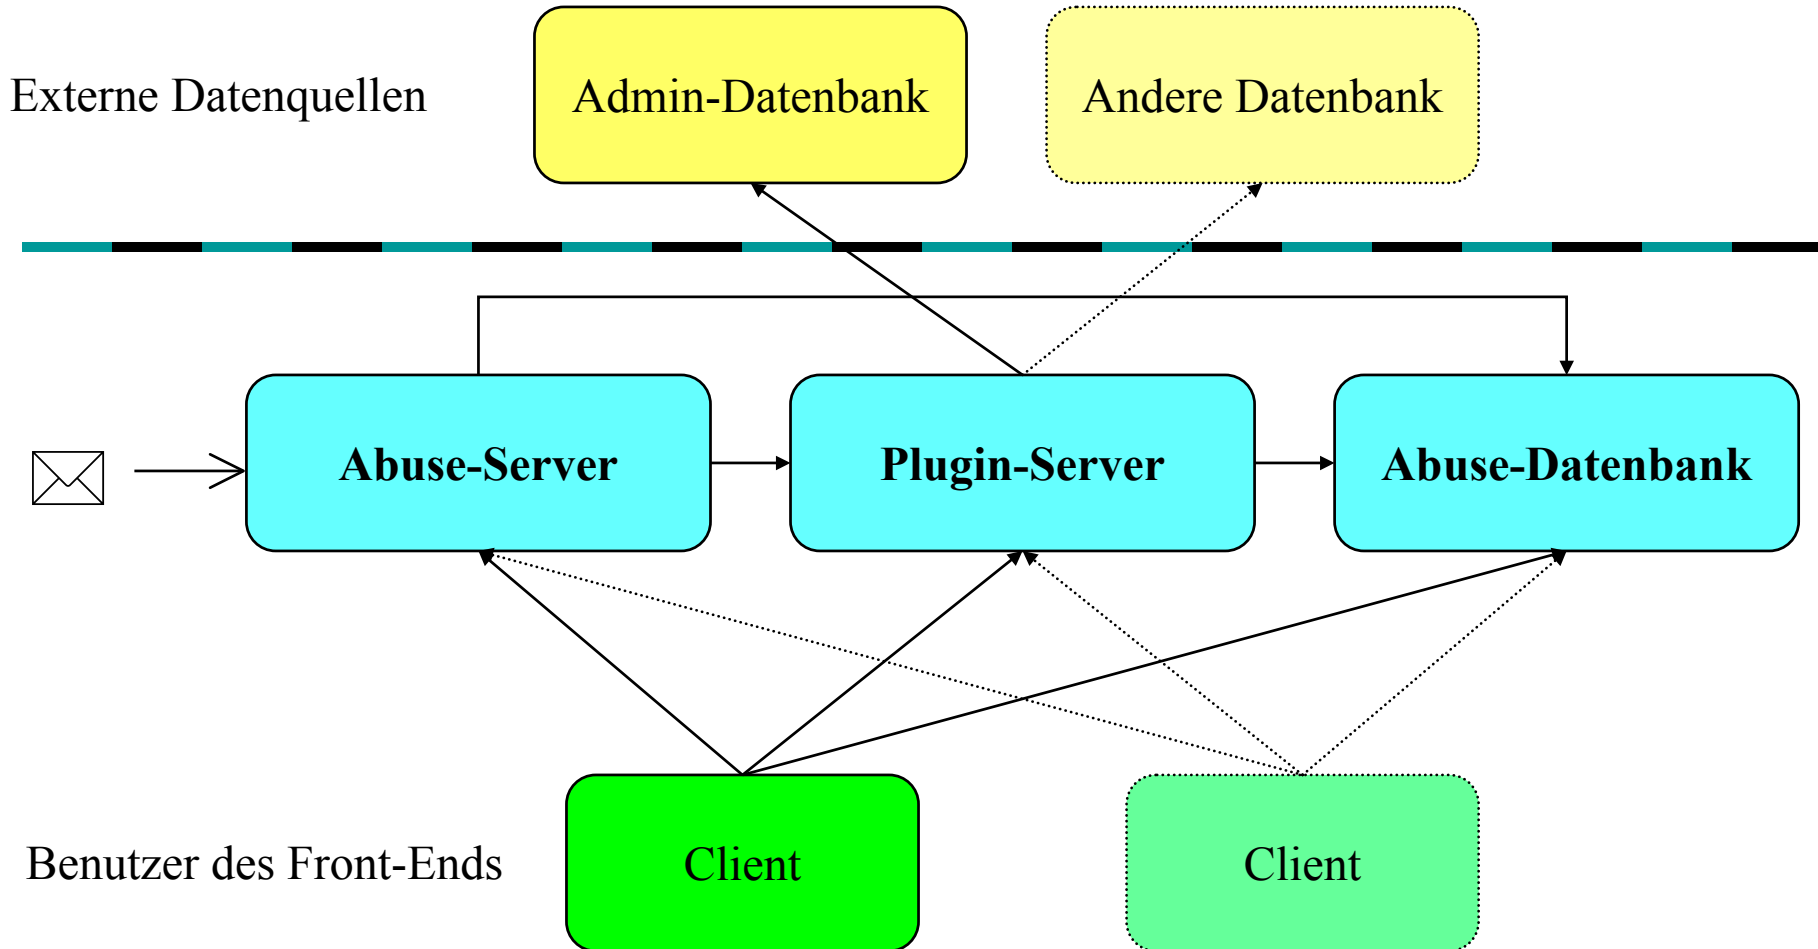 Externe Datenquellen
Admin-Datenbank
Andere Datenbank
Abuse-Server
Plugin-Server
Abuse-Datenbank
Benutzer des Front-Ends
Client
Client